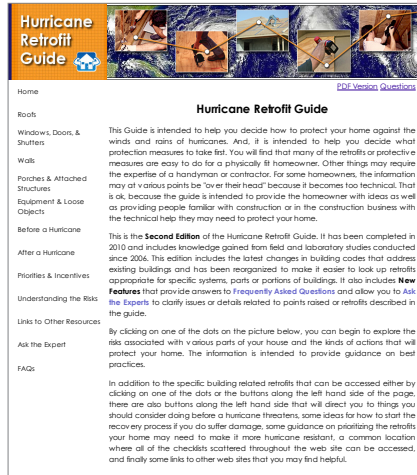 Hurricane
Retrofit
Guide
PDF Version Questions
Home
Roofs
Windows, Doors, &
Shutters
Walls
Porches & Attached
Structures
Equipment & Loose
Objects
Before a Hurricane
After a Hurricane
Priorities & Incentives
Understanding the Risks
Links to Other Resources
Ask the Expert
FAQs
Hurricane Retrofit Guide
This Guide is intended to help you decide how to protect your home against the
winds and rains of hurricanes. And, it is intended to help you decide what
protection measures to take first. You will find that many of the retrofits or protective
measures are easy to do for a physically fit homeowner. Other things may require
the expertise of a handyman or contractor. For some homeowners, the information
may at various points be "over their head" because it becomes too technical. That
is ok, because the guide is intended to provide the homeowner with ideas as well
as providing people familiar with construction or in the construction business with
the technical help they may need to protect your home.
This is the Second Edition of the Hurricane Retrofit Guide. It has been completed in
2010 and includes knowledge gained from field and laboratory studies conducted
since 2006. This edition includes the latest changes in building codes that address
existing buildings and has been reorganized to make it easier to look up retrofits
appropriate for specific systems, parts or portions of buildings. It also includes New
Features that provide answers to Frequently Asked Questions and allow you to Ask
the Experts to clarify issues or details related to points raised or retrofits described in
the guide.
By clicking on one of the dots on the picture below, you can begin to explore the
risks associated with various parts of your house and the kinds of actions that will
protect your home. The information is intended to provide guidance on best
practices.
In addition to the specific building related retrofits that can be accessed either by
clicking on one of the dots or the buttons along the left hand side of the page,
there are also buttons along the left hand side that will direct you to things you
should consider doing before a hurricane threatens, some ideas for how to start the
recovery process if you do suffer damage, some guidance on prioritizing the retrofits
your home may need to make it more hurricane resistant, a common location
where all of the checklists scattered throughout the web site can be accessed,
and finally some links to other web sites that you may find helpful.